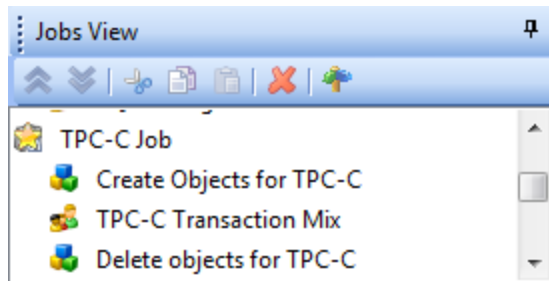 Jobs View
TPC-C Job
Create Objects for TPC-C
TPC-C Transaction Mix
Delete objects for TPC-C